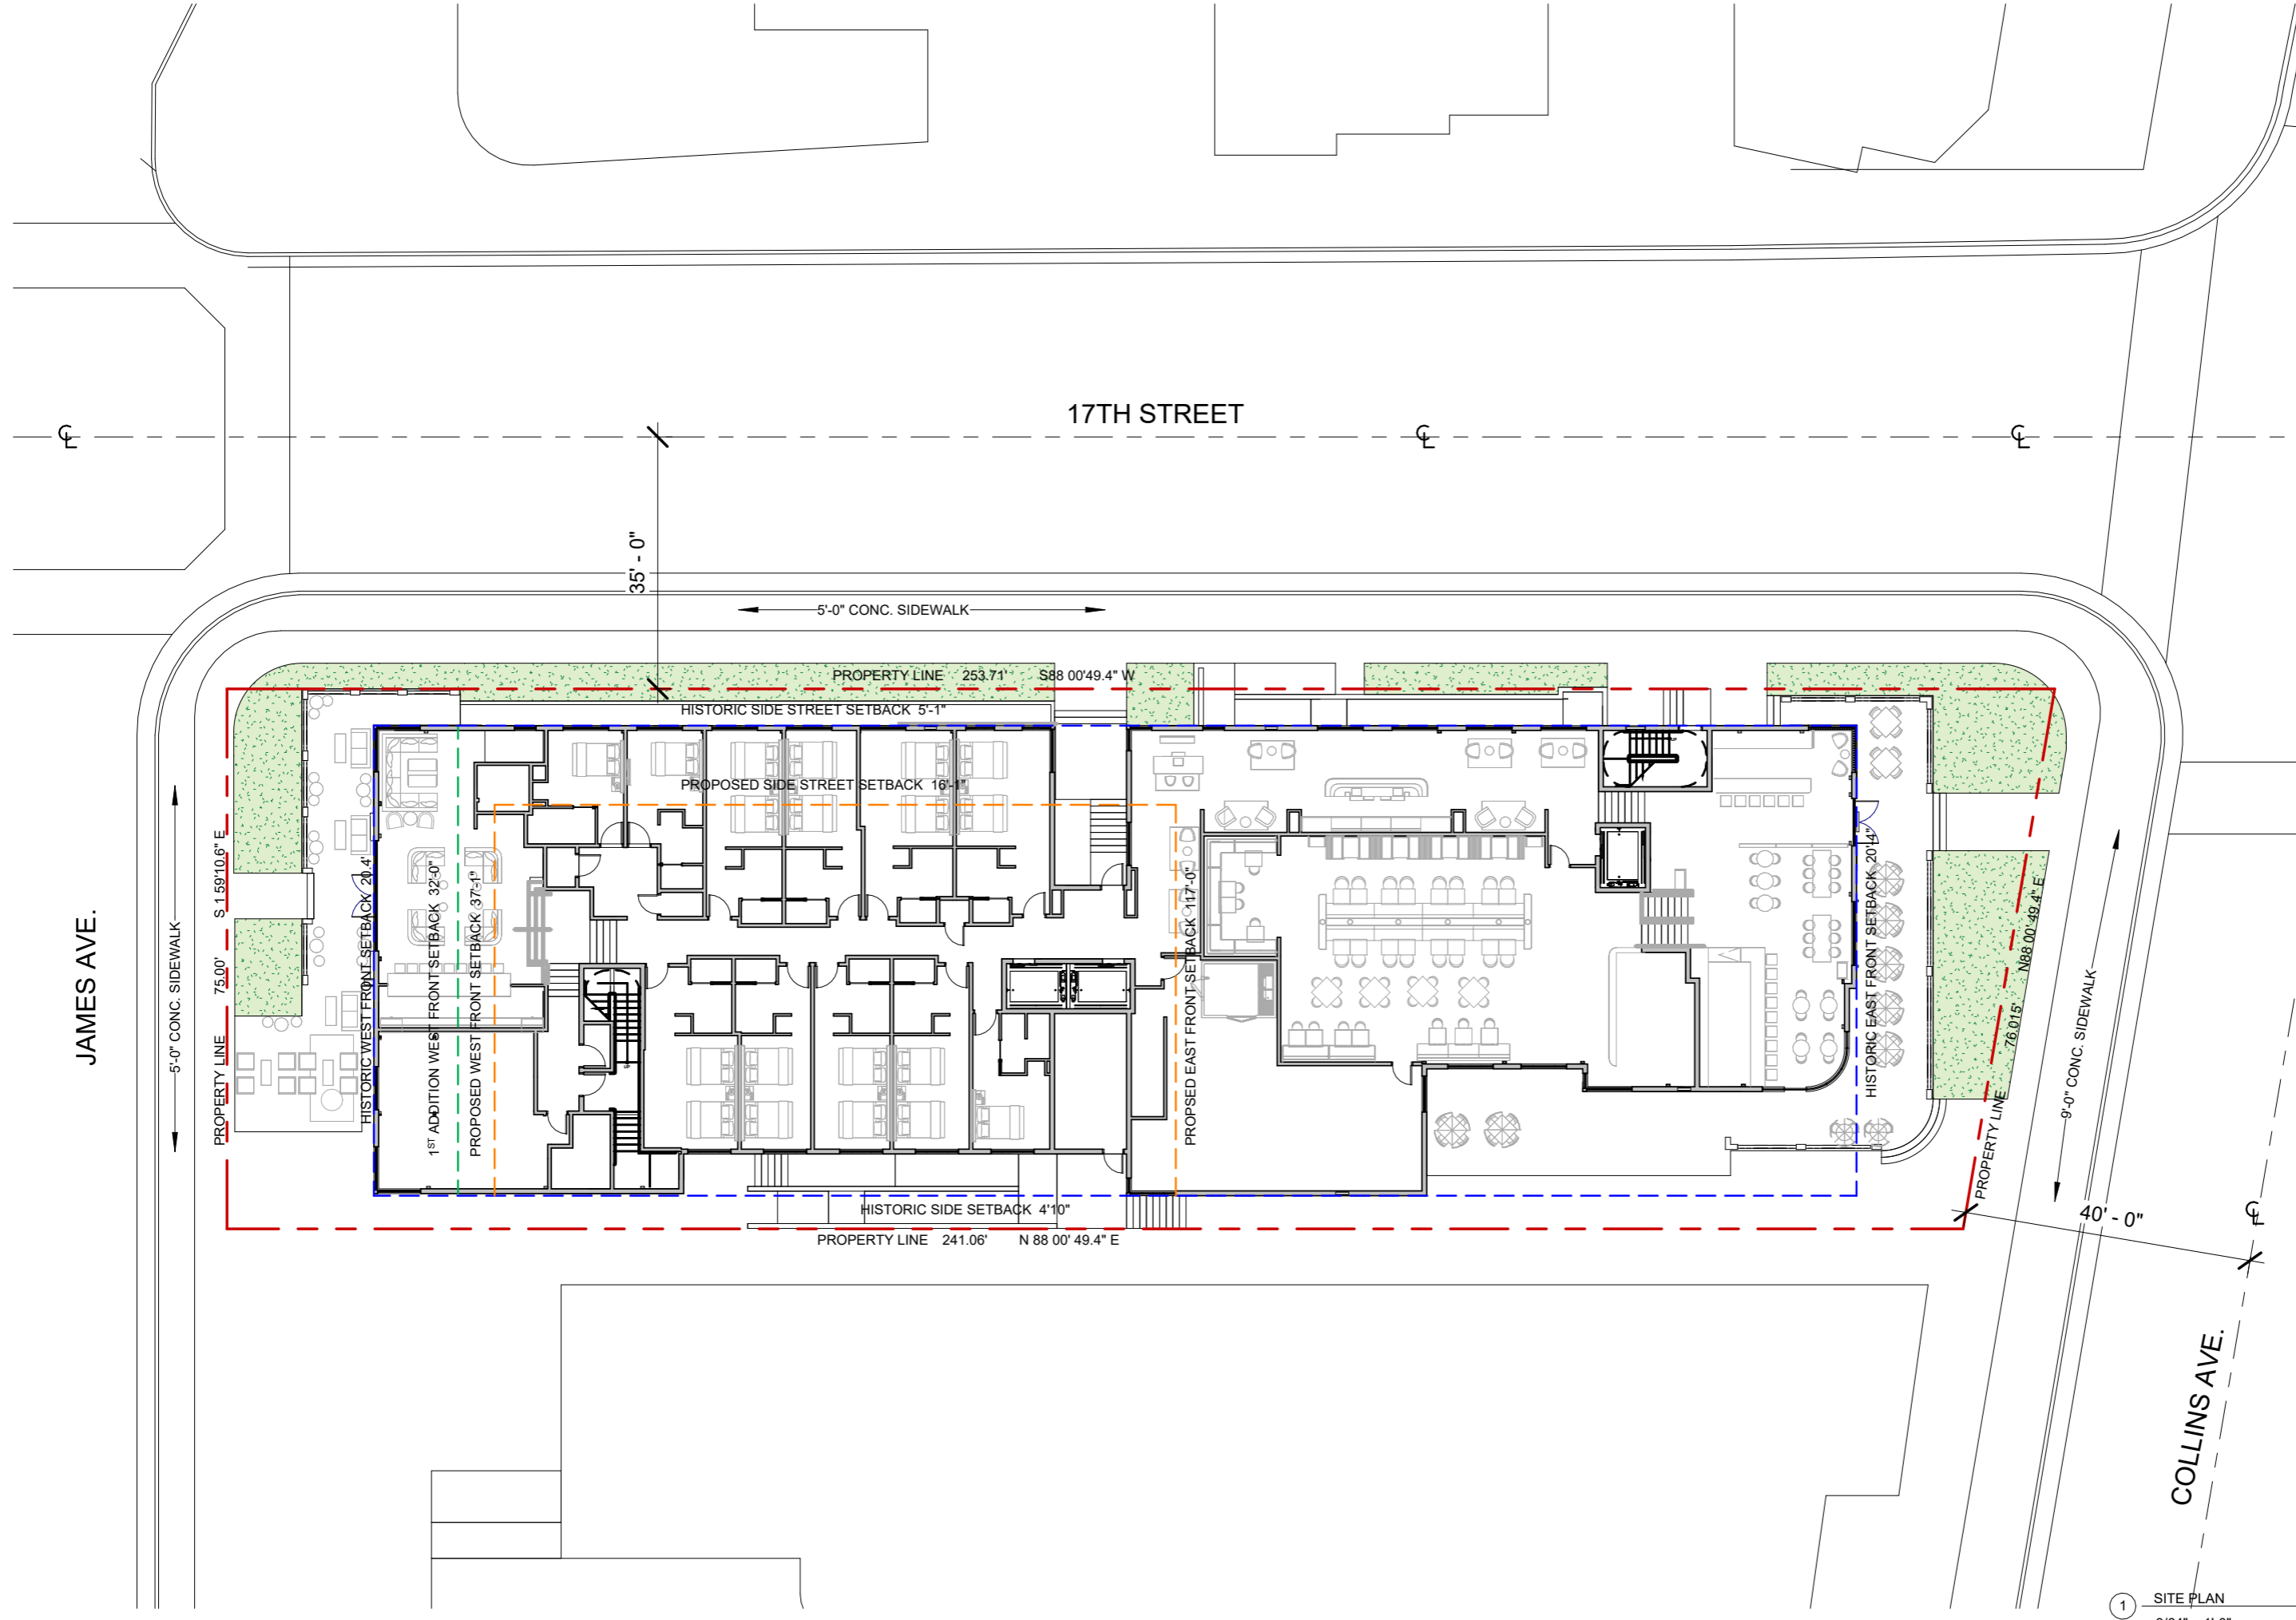 17TH STREET
35' - 0"
5'-0" CONC. SIDEWALK
PROPERTY LINE 253.71' S88 00'49.4" W
HISTORIC SIDE STREET SETBACK 5'-1"
PROPOSED SIDE STREET SETBACK 16'-1"
JAMES AVE.
5'-0" CONC. SIDEWALK
PROPERTY LINE 75.00' S 1 59'10.6" E
HISTORIC WEST FRONT SETBACK 20.4'
1ST ADDITION WEST FRONT SETBACK 32'-0"
PROPOSED WEST FRONT SETBACK 37'-1"
PROPSED EAST FRONT SETBACK 117'-0"
HISTORIC EAST FRONT SETBACK 20'-4"
PROPERTY LINE 76.015' N88 00' 49.4" E
9'-0" CONC. SIDEWALK
HISTORIC SIDE SETBACK 4'10"
PROPERTY LINE 241.06' N 88 00' 49.4" E
40' - 0"
COLLINS AVE.
1 SITE PLAN